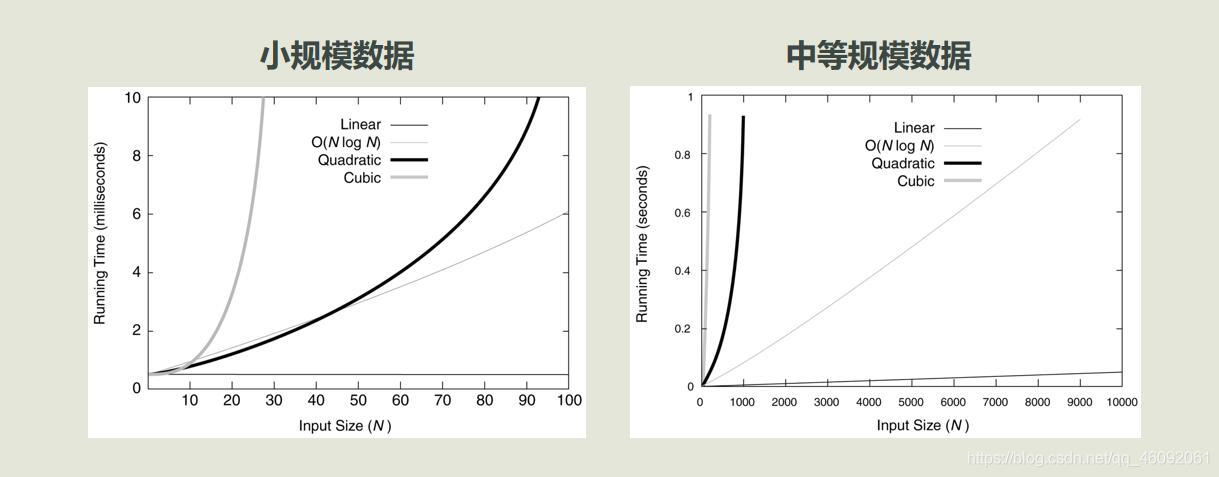 小规模数据
中等规模数据
10
8
6
4
2
0
Running Time (milliseconds)
Linear
O(N log N)
Quadratic
Cubic
10 20 30 40 50 60 70 80 90 100
Input Size (N)
1
0.8
0.6
0.4
0.2
0
Running Time (seconds)
Linear
O(N log N)
Quadratic
Cubic
0 1000 2000 3000 4000 5000 6000 7000 8000 9000 10000
Input Size (N)
https://blog.csdn.net/qq_46092061